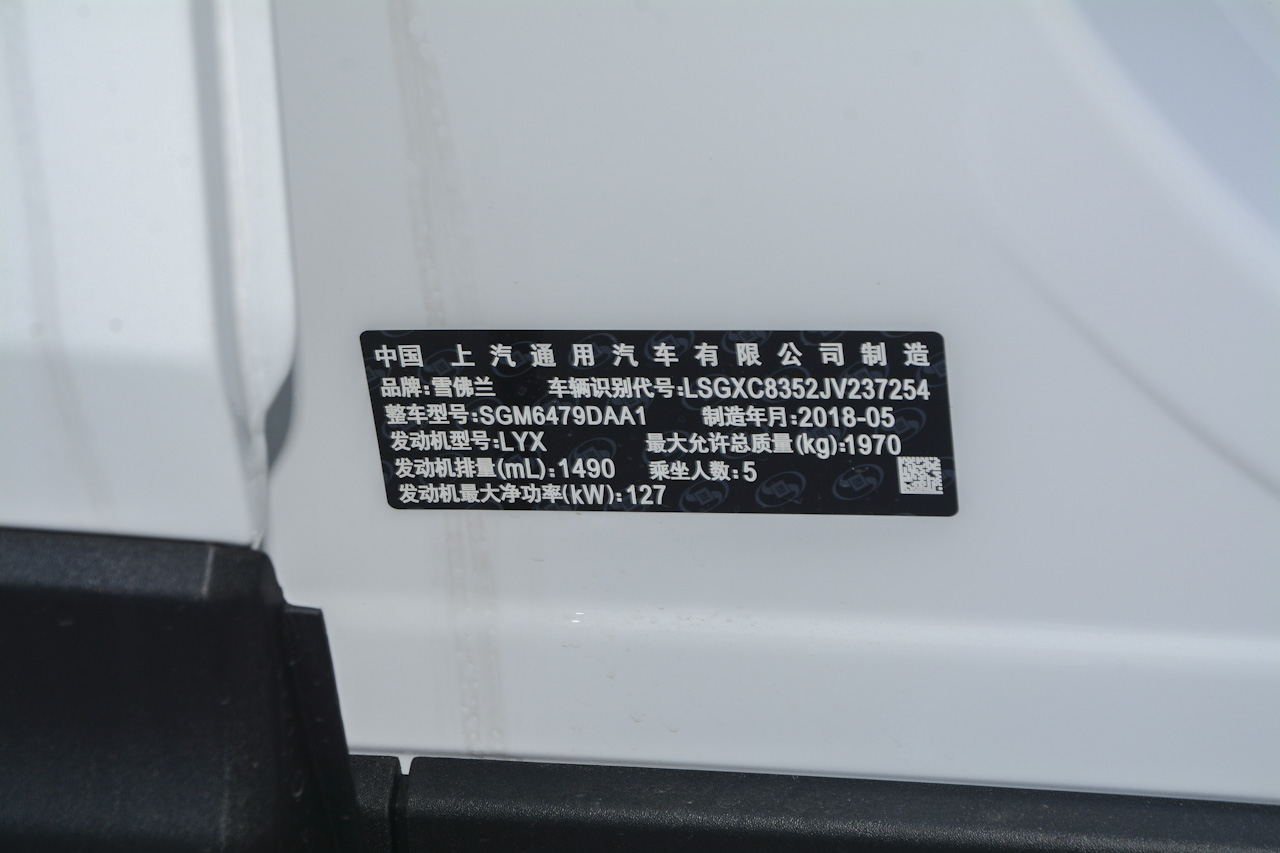 中国 上汽通用汽车有限公司制造
品牌:雪佛兰 车辆识别代号:LSGXC8352JV237254
整车型号:SGM6479DAA1 制造年月:2018-05
发动机型号:LYX 最大允许总质量(kg):1970
发动机排量(mL):1490 乘坐人数:5
发动机最大净功率(kW):127